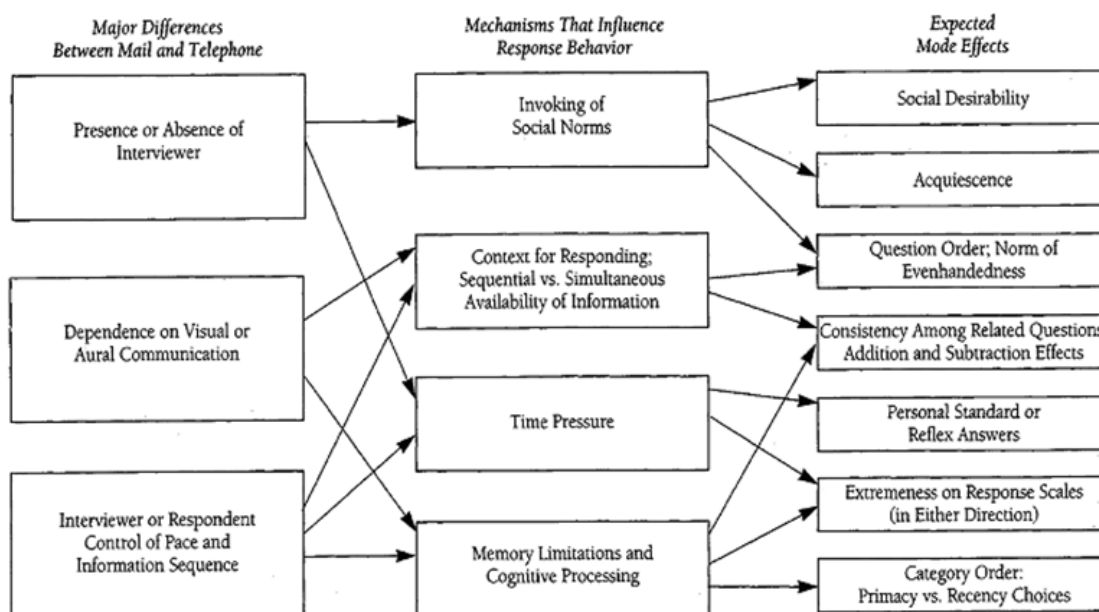 Major Differences
Between Mail and Telephone
Mechanisms That Influence
Response Behavior
Expected
Mode Effects
Presence or Absence of
Interviewer
Dependence on Visual or
Aural Communication
Interviewer or Respondent
Control of Pace and
Information Sequence
Invoking of
Social Norms
Context for Responding;
Sequential vs. Simultaneous
Availability of Information
Time Pressure
Memory Limitations and
Cognitive Processing
Social Desirability
Acquiescence
Question Order; Norm of
Evenhandedness
Consistency Among Related Questions
Addition and Subtraction Effects
Personal Standard or
Reflex Answers
Extremeness on Response Scales
(in Either Direction)
Category Order:
Primacy vs. Recency Choices